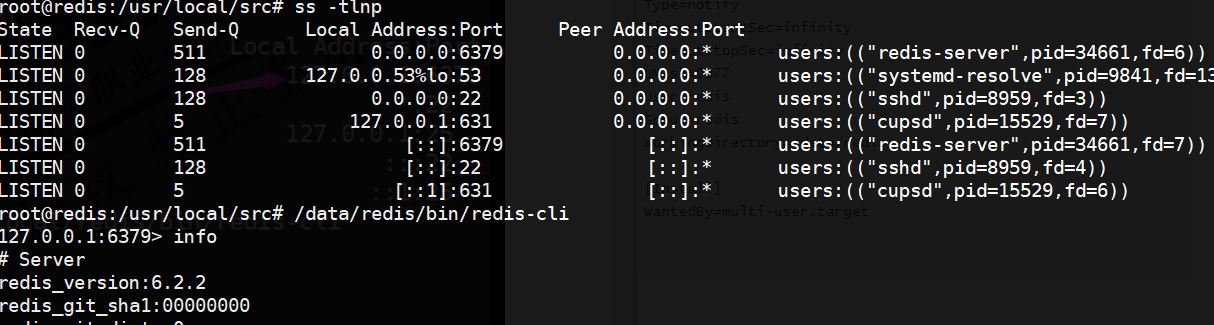 root@redis:/usr/local/src# ss -tlnp
State Recv-Q Send-Q Local Address:Port Peer Address:Port
LISTEN 0 511 0.0.0.0:6379 0.0.0.0:* users:(("redis-server",pid=34661,fd=6))
LISTEN 0 128 127.0.0.53%lo:53 0.0.0.0:* users:(("systemd-resolve",pid=9841,fd=13
LISTEN 0 128 0.0.0.0:22 0.0.0.0:* users:(("sshd",pid=8959,fd=3))
LISTEN 0 5 127.0.0.1:631 0.0.0.0:* users:(("cupsd",pid=15529,fd=7))
LISTEN 0 511 [::]:6379 [::]:* users:(("redis-server",pid=34661,fd=7))
LISTEN 0 128 [::]:22 [::]:* users:(("sshd",pid=8959,fd=4))
LISTEN 0 5 [::1]:631 [::]:* users:(("cupsd",pid=15529,fd=6))
root@redis:/usr/local/src# /data/redis/bin/redis-cli
127.0.0.1:6379> info
# Server
redis_version:6.2.2
redis_git_sha1:00000000
Type=notify
WantedBy=multi-user.target